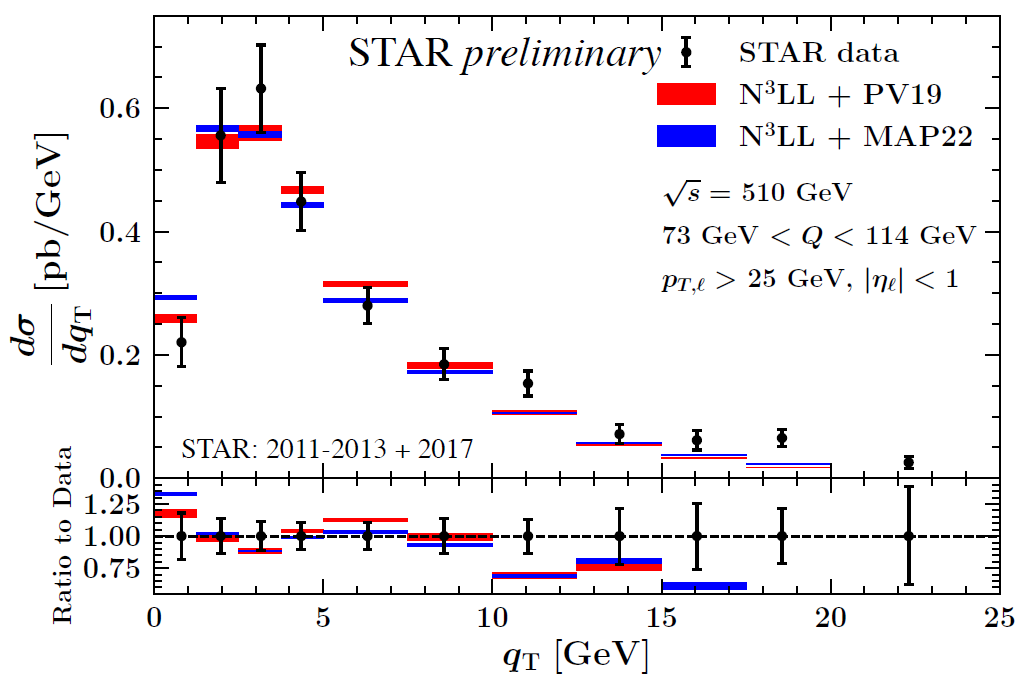 STAR preliminary
STAR data
N³LL + PV19
N³LL + MAP22
√s = 510 GeV
73 GeV < Q < 114 GeV
p_{T,ℓ} > 25 GeV, |η_ℓ| < 1
dσ/dq_T [pb/GeV]
0.6
0.4
0.2
0.0
STAR: 2011-2013 + 2017
Ratio to Data
1.25
1.00
0.75
0 5 10 15 20 25
q_T [GeV]